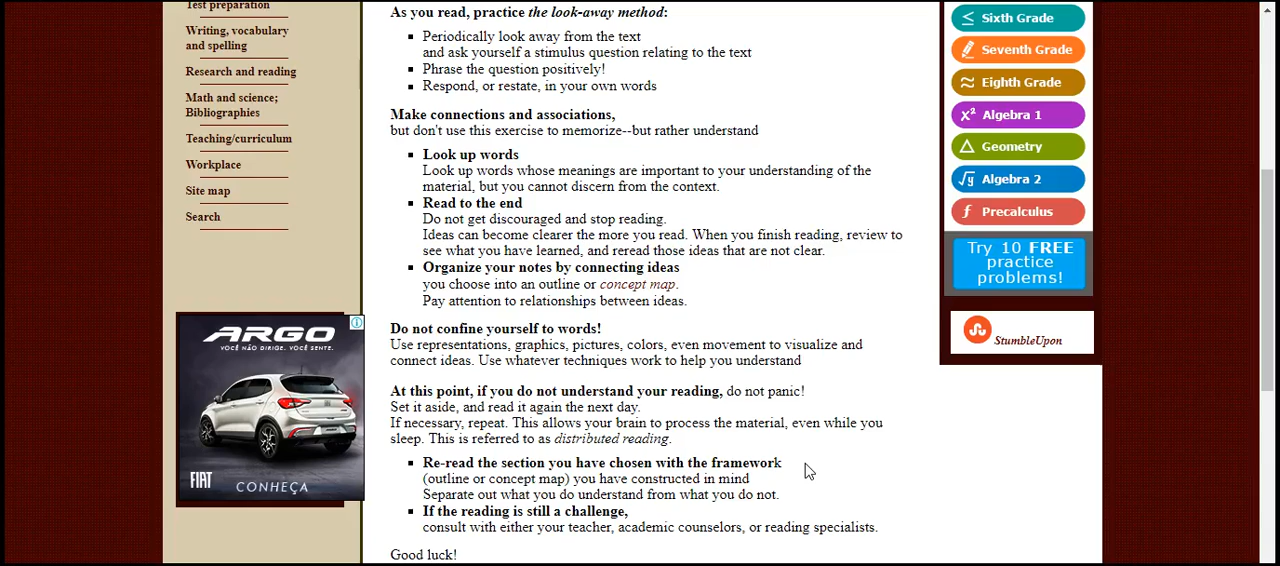 Test preparation
Writing, vocabulary
and spelling
Research and reading
Math and science;
Bibliographies
Teaching/curriculum
Workplace
Site map
Search
ARGO
VOCÊ NÃO DIRIGE. VOCÊ SENTE.
FIAT
CONHEÇA
As you read, practice the look-away method:
Periodically look away from the text
and ask yourself a stimulus question relating to the text
Phrase the question positively!
Respond, or restate, in your own words
Make connections and associations,
but don't use this exercise to memorize--but rather understand
Look up words
Look up words whose meanings are important to your understanding of the
material, but you cannot discern from the context.
Read to the end
Do not get discouraged and stop reading.
Ideas can become clearer the more you read. When you finish reading, review to
see what you have learned, and reread those ideas that are not clear.
Organize your notes by connecting ideas
you choose into an outline or concept map.
Pay attention to relationships between ideas.
Do not confine yourself to words!
Use representations, graphics, pictures, colors, even movement to visualize and
connect ideas. Use whatever techniques work to help you understand
At this point, if you do not understand your reading, do not panic!
Set it aside, and read it again the next day.
If necessary, repeat. This allows your brain to process the material, even while you
sleep. This is referred to as distributed reading.
Re-read the section you have chosen with the framework
(outline or concept map) you have constructed in mind
Separate out what you do understand from what you do not.
If the reading is still a challenge,
consult with either your teacher, academic counselors, or reading specialists.
Good luck!
≤ Sixth Grade
Seventh Grade
≈ Eighth Grade
x² Algebra 1
Geometry
√y Algebra 2
f Precalculus
Try 10 FREE
practice
problems!
StumbleUpon